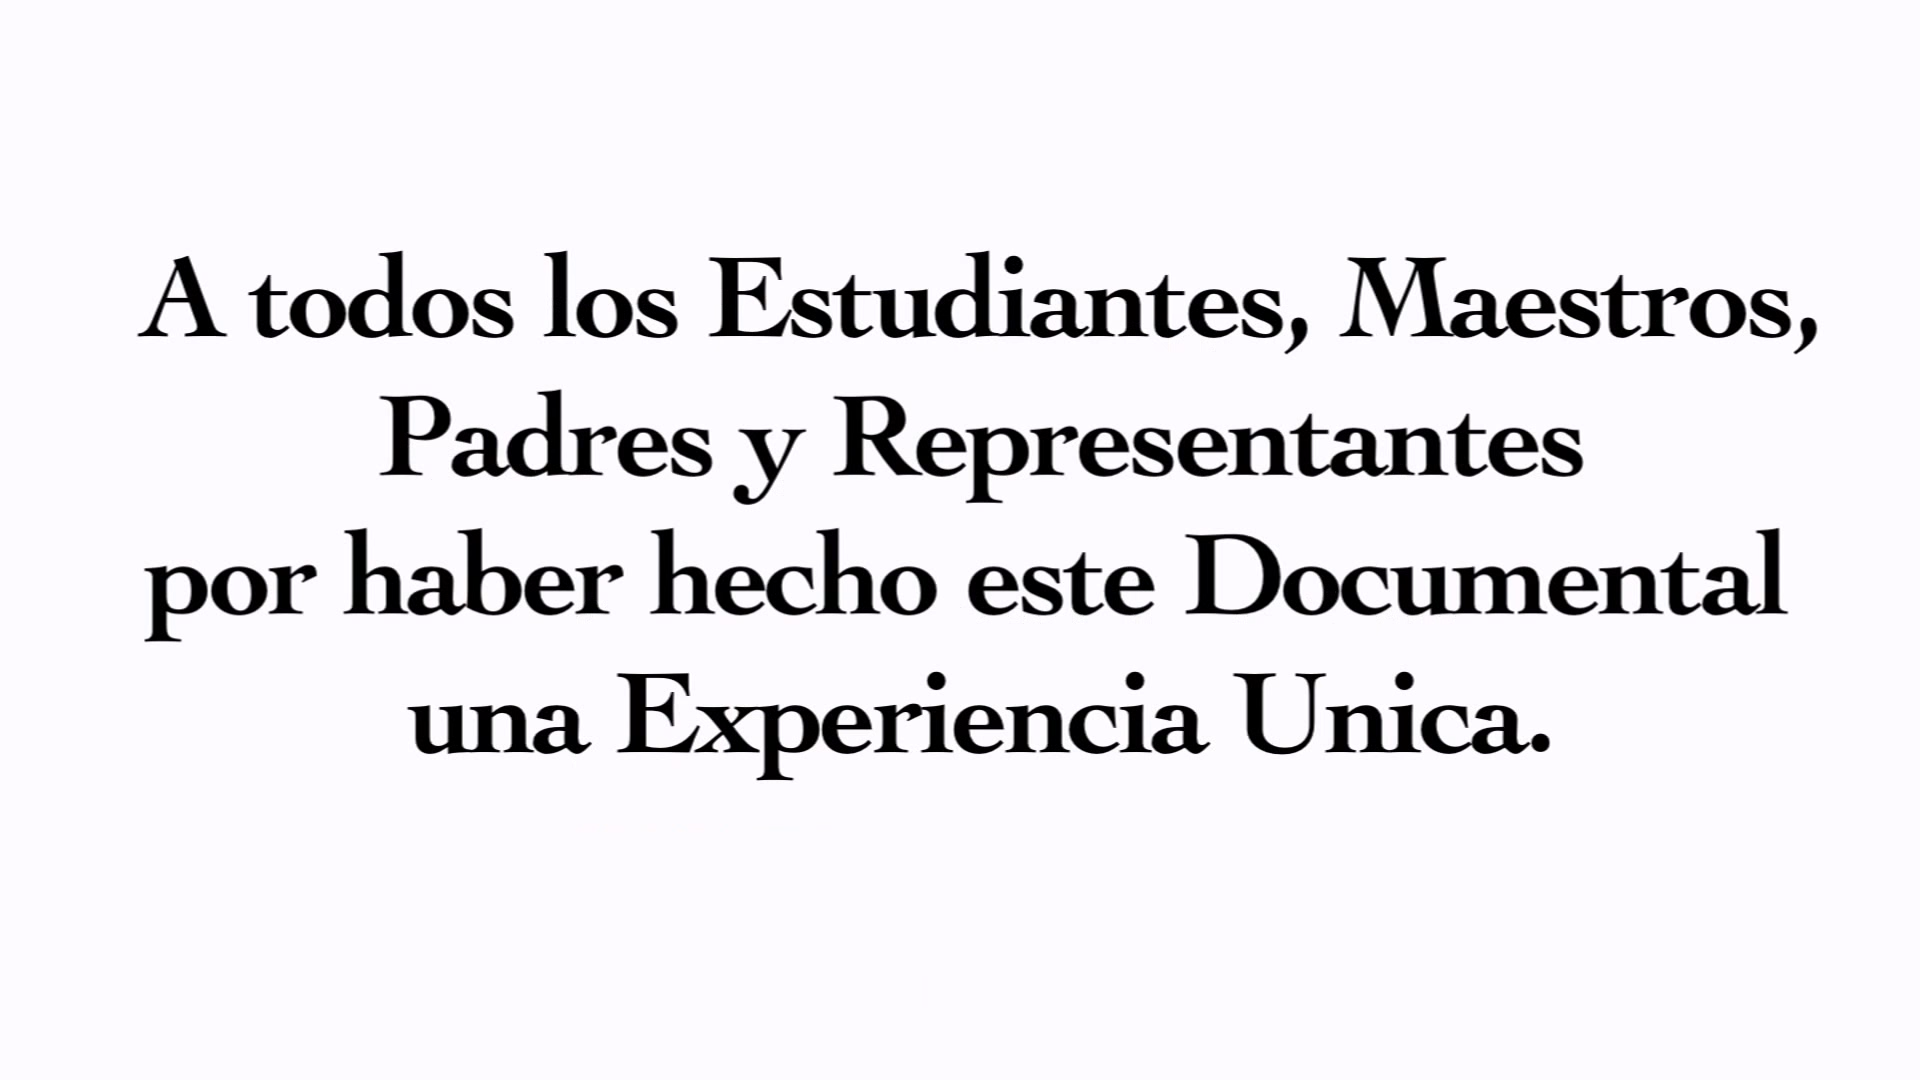 A todos los Estudiantes, Maestros,
Padres y Representantes
por haber hecho este Documental
una Experiencia Unica.